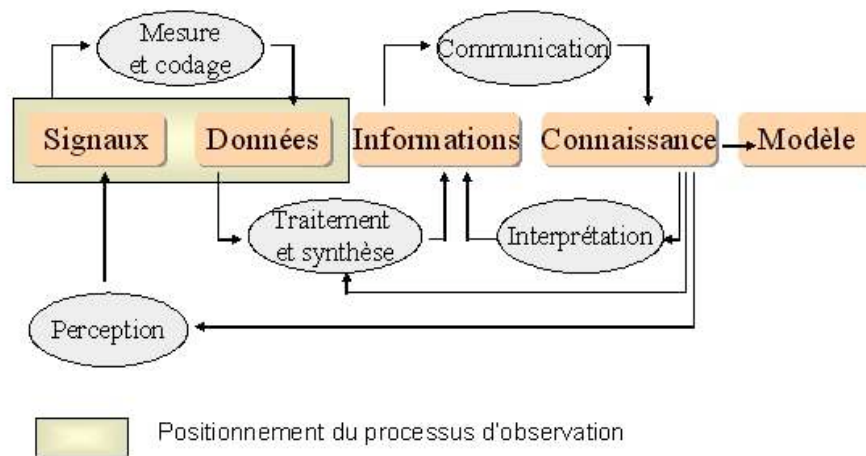 Mesure
et codage
Communication
Signaux
Données
Informations
Connaissance
Modèle
Traitement
et synthèse
Interprétation
Perception
Positionnement du processus d'observation